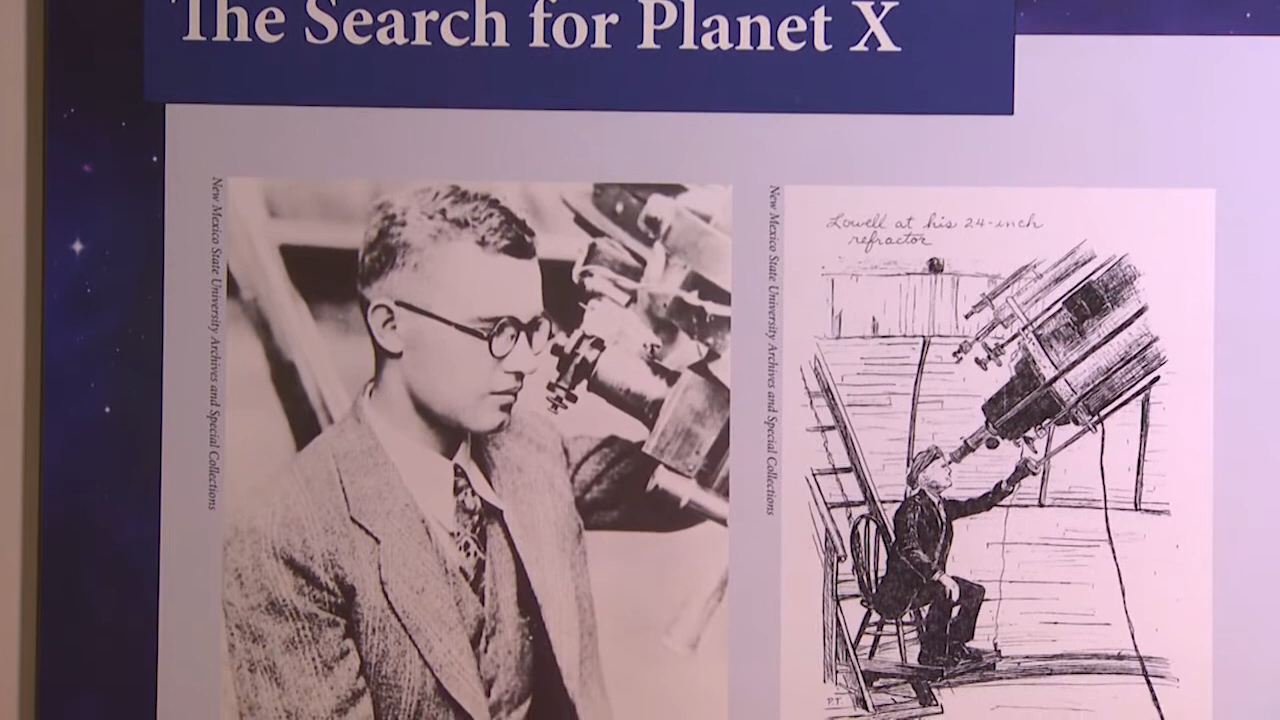 The Search for Planet X
New Mexico State University Archives and Special Collections
New Mexico State University Archives and Special Collections
Lowell at his 24-inch
refractor
P.T.